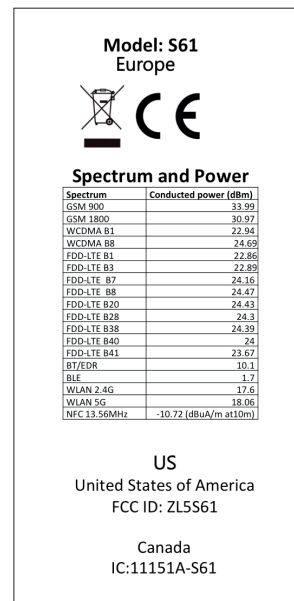 Model: S61
Europe
CE
Spectrum and Power
Spectrum Conducted power (dBm)
GSM 900 33.99
GSM 1800 30.97
WCDMA B1 22.94
WCDMA B8 24.69
FDD-LTE B1 22.86
FDD-LTE B3 22.89
FDD-LTE B7 24.16
FDD-LTE B8 24.47
FDD-LTE B20 24.43
FDD-LTE B28 24.3
FDD-LTE B38 24.39
FDD-LTE B40 24
FDD-LTE B41 23.67
BT/EDR 10.1
BLE 1.7
WLAN 2.4G 17.6
WLAN 5G 18.06
NFC 13.56MHz -10.72 (dBuA/m at10m)
US
United States of America
FCC ID: ZL5S61
Canada
IC:11151A-S61